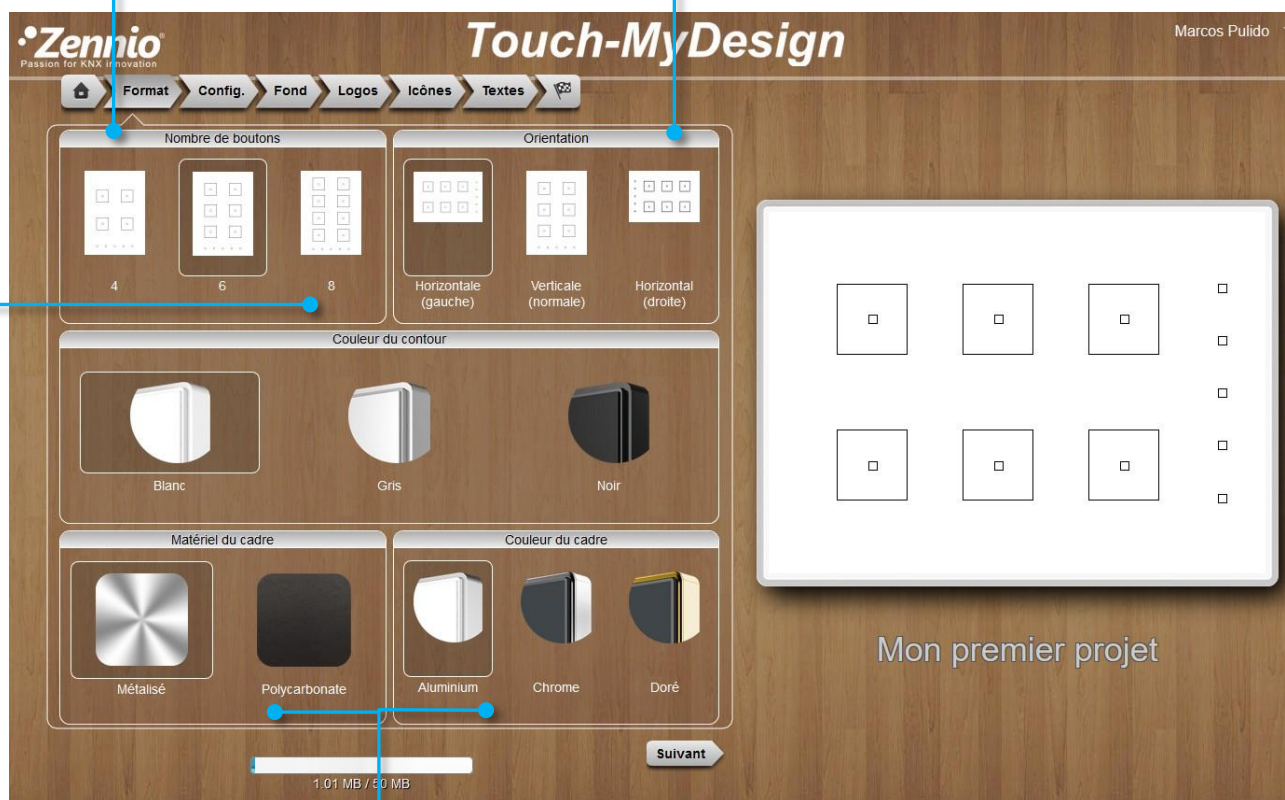 Zennio
Passion for KNX innovation
Touch-MyDesign
Marcos Pulido
Format Config. Fond Logos Icônes Textes
Nombre de boutons
4 6 8
Orientation
Horizontale (gauche)
Verticale (normale)
Horizontal (droite)
Couleur du contour
Blanc Gris Noir
Matériel du cadre
Métalisé Polycarbonate
Couleur du cadre
Aluminium Chrome Doré
Mon premier projet
Suivant
1.01 MB / 50 MB